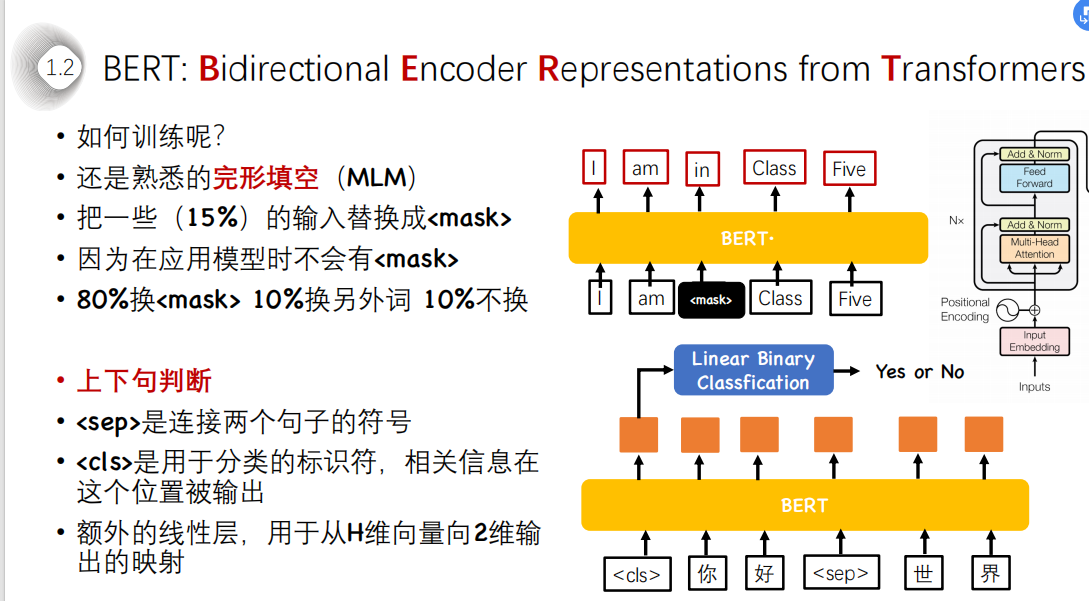 1.2
BERT: Bidirectional Encoder Representations from Transformers
• 如何训练呢?
• 还是熟悉的完形填空（MLM）
• 把一些（15%）的输入替换成<mask>
• 因为在应用模型时不会有<mask>
• 80%换<mask> 10%换另外词 10%不换
• 上下句判断
• <sep>是连接两个句子的符号
• <cls>是用于分类的标识符，相关信息在
这个位置被输出
• 额外的线性层，用于从H维向量向2维输
出的映射
I am in Class Five
BERT·
I am <mask> Class Five
Linear Binary
Classfication
Yes or No
BERT
<cls> 你 好 <sep> 世 界
Add & Norm
Feed
Forward
N×
Add & Norm
Multi-Head
Attention
Positional
Encoding
Input
Embedding
Inputs